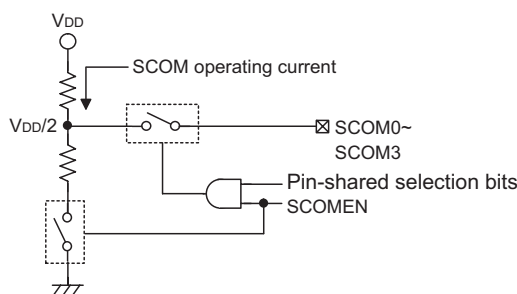 VDD
SCOM operating current
VDD/2
SCOM0~
SCOM3
Pin-shared selection bits
SCOMEN